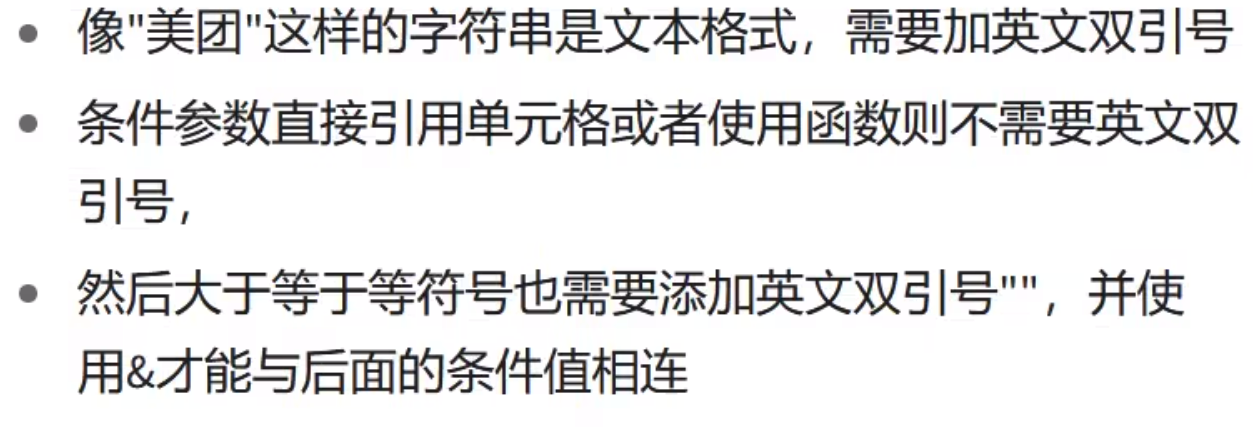 像"美团"这样的字符串是文本格式，需要加英文双引号
条件参数直接引用单元格或者使用函数则不需要英文双
引号，
然后大于等于等符号也需要添加英文双引号""，并使
用&才能与后面的条件值相连